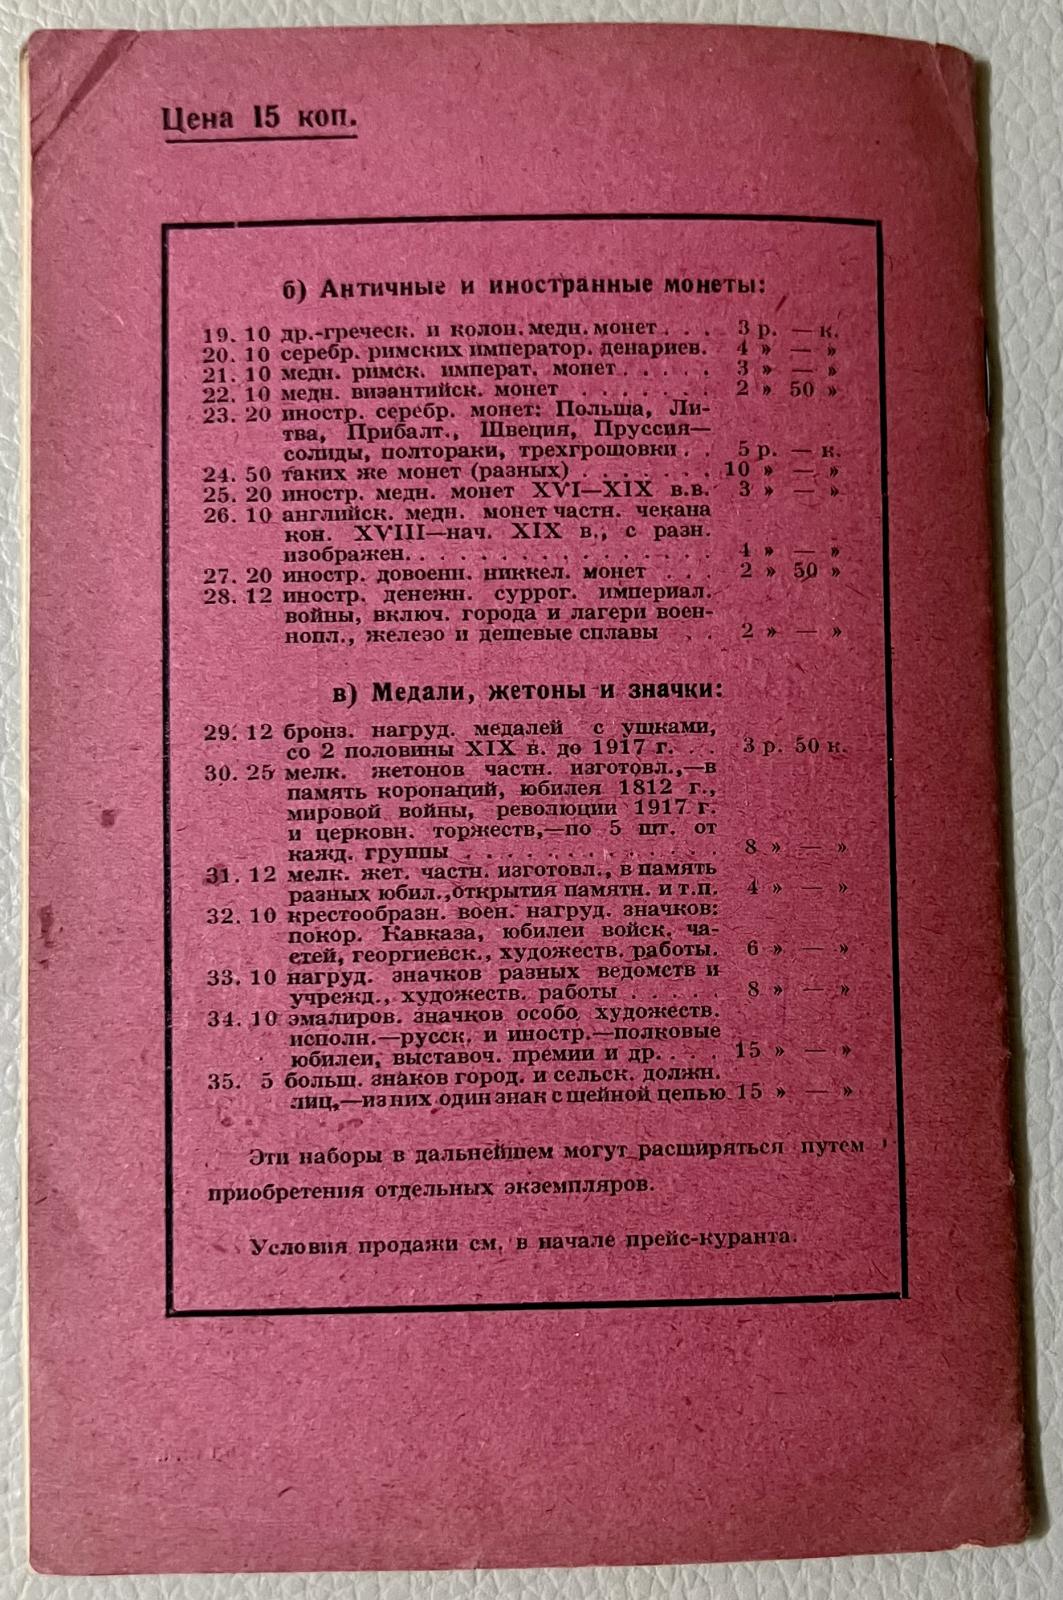 Цена 15 коп.
б) Античные и иностранные монеты:
19. 10 др.-греческ. и колон. медн. монет . . . 3 р. — к.
20. 10 серебр. римских император. денариев. 4 » — »
21. 10 медн. римск. императ. монет . . . . . 3 » — »
22. 10 медн. византийск. монет . . . . . . . 2 » 50 »
23. 20 иностр. серебр. монет: Польша, Ли-
тва, Прибалт., Швеция, Пруссия—
солиды, полтораки, трехгрошовки . . 5 р. — к.
24. 50 таких же монет (разных) . . . . . . . 10 » — »
25. 20 иностр. медн. монет XVI—XIX в.в. 3 » — »
26. 10 английск. медн. монет частн. чекана
кон. XVIII—нач. XIX в., с разн.
изображен. . . . . . . . . . . . . . . 4 » — »
27. 20 иностр. довоенн. никкел. монет . . . 2 » 50 »
28. 12 иностр. денежн. суррог. империал.
войны, включ. города и лагери воен-
нопл., железо и дешевые сплавы . . 2 » — »
в) Медали, жетоны и значки:
29. 12 бронз. нагруд. медалей с ушками,
со 2 половины XIX в. до 1917 г. . . 3 р. 50 к.
30. 25 мелк. жетонов частн. изготовл.,—в
память коронаций, юбилея 1812 г.,
мировой войны, революции 1917 г.
и церковн. торжеств,—по 5 шт. от
кажд. группы . . . . . . . . . . . . . 8 » — »
31. 12 мелк. жет. частн. изготовл., в память
разных юбил., открытия памятн. и т.п. 4 » — »
32. 10 крестообразн. воен. нагруд. значков:
покор. Кавказа, юбилеи войск. ча-
стей, георгиевск., художеств. работы. 6 » — »
33. 10 нагруд. значков разных ведомств и
учрежд., художеств. работы . . . . . 8 » — »
34. 10 эмалиров. значков особо художеств.
исполн.—русск. и иностр.—полковые
юбилеи, выставоч. премии и др. . . . 15 » — »
35. 5 больш. знаков город. и сельск. должн.
лиц,—из них один знак с шейной цепью 15 » — »
Эти наборы в дальнейшем могут расширяться путем
приобретения отдельных экземпляров.
Условия продажи см. в начале прейс-куранта.